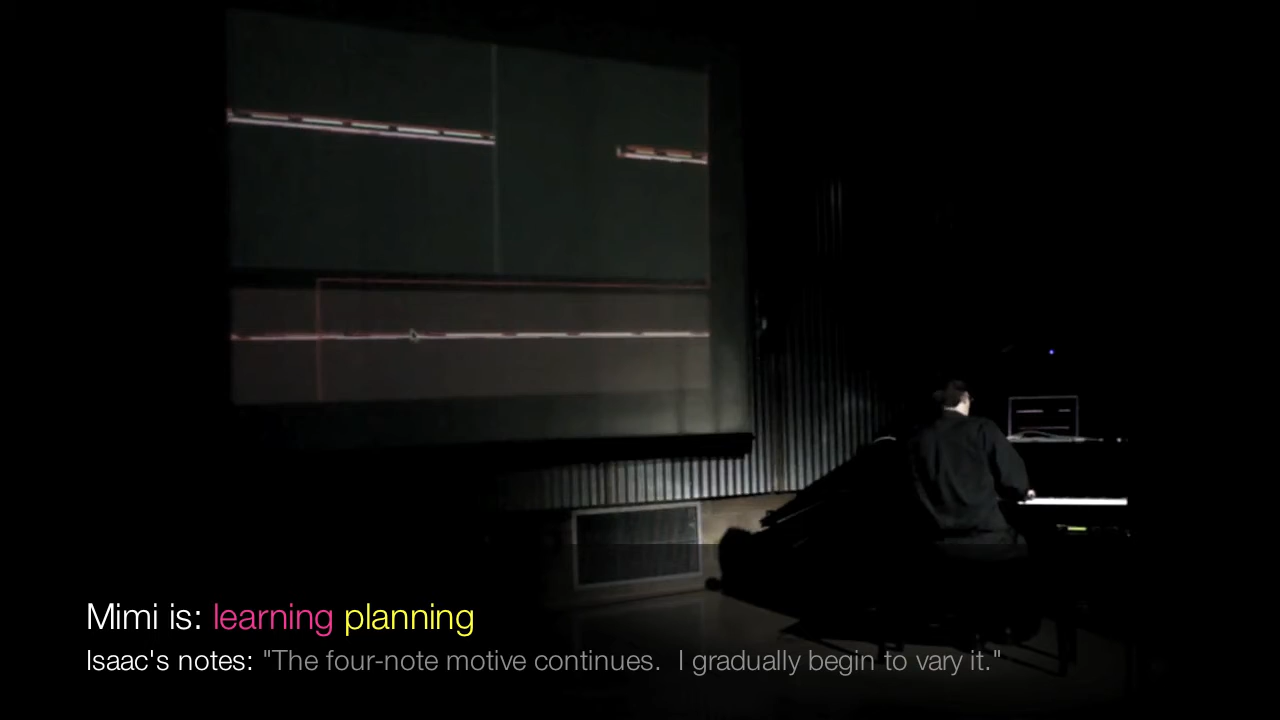 Mimi is: learning planning
Isaac's notes: "The four-note motive continues.  I gradually begin to vary it."